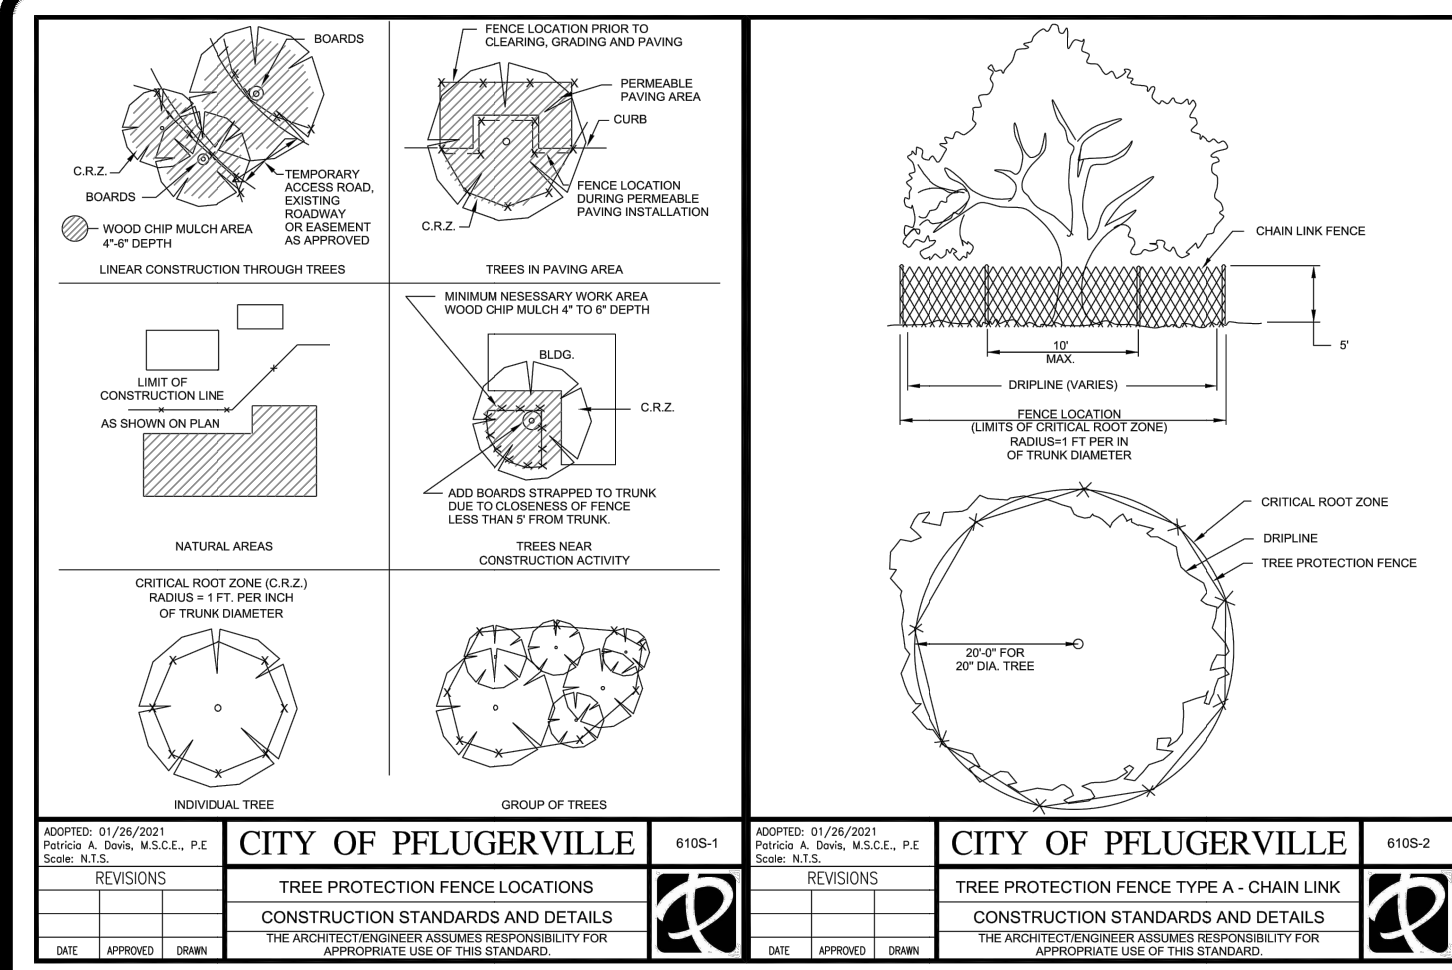 BOARDS
C.R.Z.
BOARDS
TEMPORARY
ACCESS ROAD,
EXISTING
ROADWAY
OR EASEMENT
AS APPROVED
WOOD CHIP MULCH AREA
4"-6" DEPTH
LINEAR CONSTRUCTION THROUGH TREES
FENCE LOCATION PRIOR TO
CLEARING, GRADING AND PAVING
PERMEABLE
PAVING AREA
CURB
FENCE LOCATION
DURING PERMEABLE
PAVING INSTALLATION
C.R.Z.
TREES IN PAVING AREA
LIMIT OF
CONSTRUCTION LINE
AS SHOWN ON PLAN
NATURAL AREAS
MINIMUM NESESSARY WORK AREA
WOOD CHIP MULCH 4" TO 6" DEPTH
BLDG.
C.R.Z.
ADD BOARDS STRAPPED TO TRUNK
DUE TO CLOSENESS OF FENCE
LESS THAN 5' FROM TRUNK.
TREES NEAR
CONSTRUCTION ACTIVITY
CRITICAL ROOT ZONE (C.R.Z.)
RADIUS = 1 FT. PER INCH
OF TRUNK DIAMETER
INDIVIDUAL TREE
GROUP OF TREES
ADOPTED: 01/26/2021
Patricia A. Davis, M.S.C.E., P.E
Scale: N.T.S.
REVISIONS
DATE APPROVED DRAWN
CITY OF PFLUGERVILLE
610S-1
TREE PROTECTION FENCE LOCATIONS
CONSTRUCTION STANDARDS AND DETAILS
THE ARCHITECT/ENGINEER ASSUMES RESPONSIBILITY FOR
APPROPRIATE USE OF THIS STANDARD.
CHAIN LINK FENCE
5'
10'
MAX.
DRIPLINE (VARIES)
FENCE LOCATION
(LIMITS OF CRITICAL ROOT ZONE)
RADIUS=1 FT PER IN
OF TRUNK DIAMETER
CRITICAL ROOT ZONE
DRIPLINE
TREE PROTECTION FENCE
20'-0" FOR
20" DIA. TREE
ADOPTED: 01/26/2021
Patricia A. Davis, M.S.C.E., P.E
Scale: N.T.S.
REVISIONS
DATE APPROVED DRAWN
CITY OF PFLUGERVILLE
610S-2
TREE PROTECTION FENCE TYPE A - CHAIN LINK
CONSTRUCTION STANDARDS AND DETAILS
THE ARCHITECT/ENGINEER ASSUMES RESPONSIBILITY FOR
APPROPRIATE USE OF THIS STANDARD.